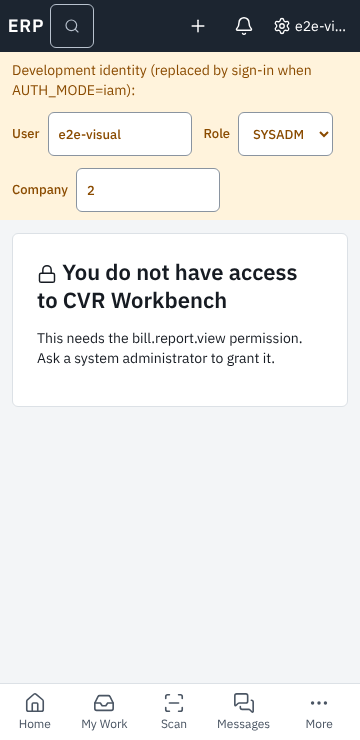 ERP
e2e-vi...
Development identity (replaced by sign-in when
AUTH_MODE=iam):
User e2e-visual Role SYSADM
Company 2
You do not have access
to CVR Workbench
This needs the bill.report.view permission.
Ask a system administrator to grant it.
Home My Work Scan Messages More